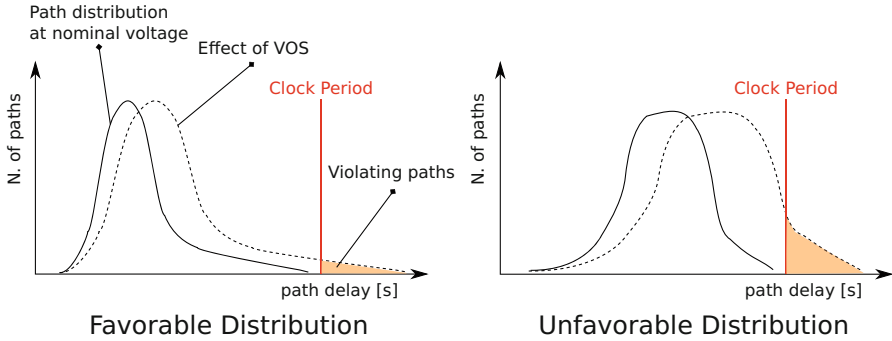 Path distribution
at nominal voltage
Effect of VOS
Clock Period
Violating paths
N. of paths
path delay [s]
Favorable Distribution
Clock Period
N. of paths
path delay [s]
Unfavorable Distribution